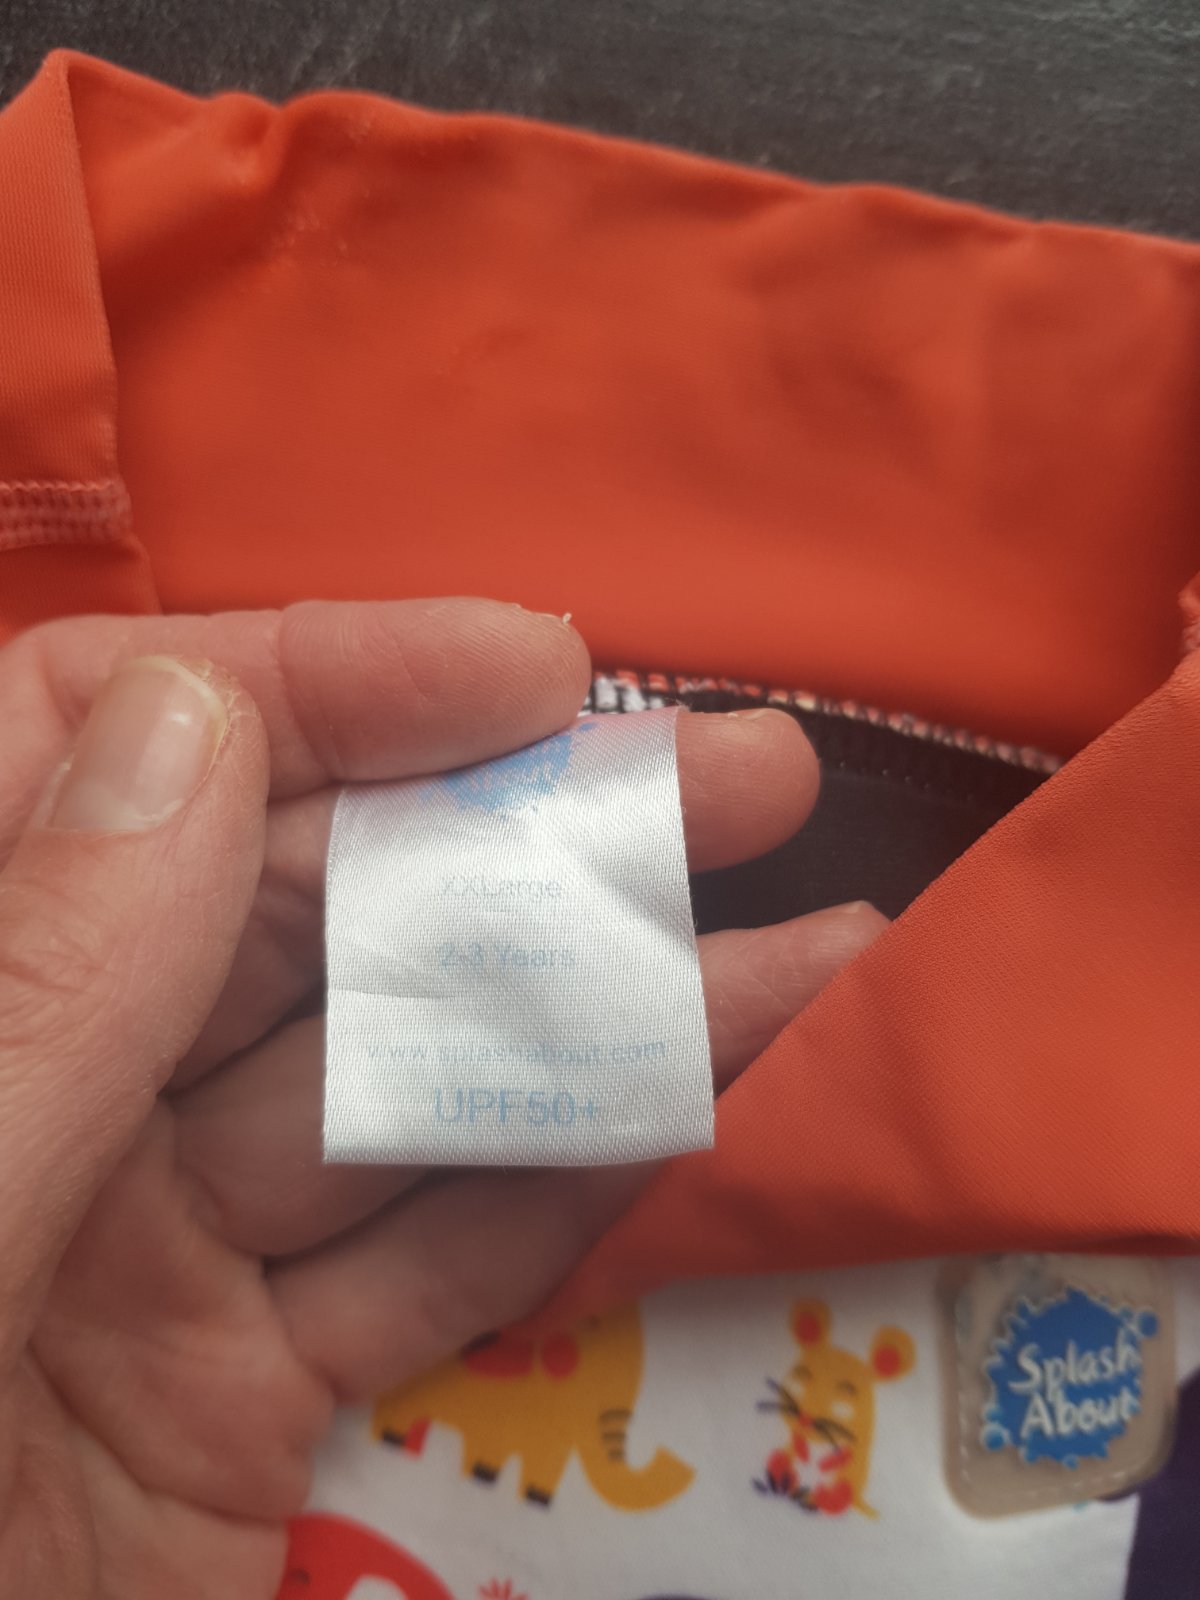 XXLarge
2-3 Years
www.splashabout.com
UPF50+
Splash
About